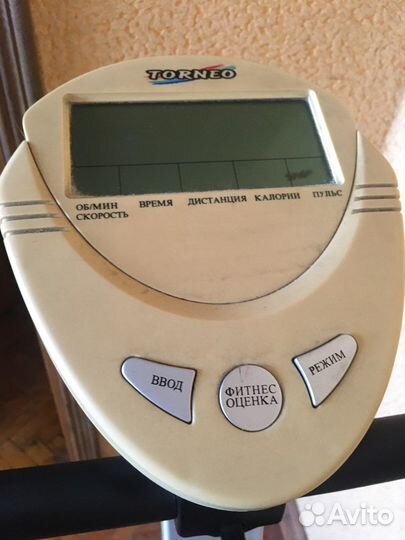 TORNEO
ОБ/МИН ВРЕМЯ ДИСТАНЦИЯ КАЛОРИИ ПУЛЬС
СКОРОСТЬ
ВВОД
ФИТНЕС
ОЦЕНКА
РЕЖИМ
Avito